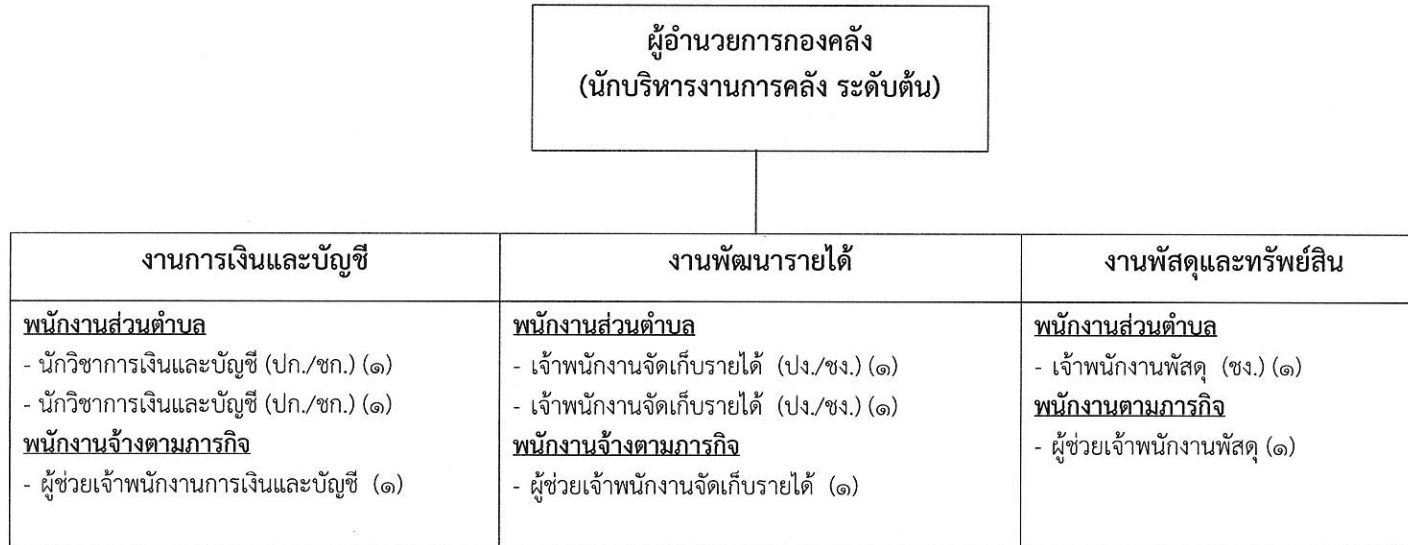 ผู้อำนวยการกองคลัง
(นักบริหารงานการคลัง ระดับต้น)
งานการเงินและบัญชี
พนักงานส่วนตำบล
- นักวิชาการเงินและบัญชี (ปก./ชก.) (๑)
- นักวิชาการเงินและบัญชี (ปก./ชก.) (๑)
พนักงานจ้างตามภารกิจ
- ผู้ช่วยเจ้าพนักงานการเงินและบัญชี (๑)
งานพัฒนารายได้
พนักงานส่วนตำบล
- เจ้าพนักงานจัดเก็บรายได้ (ปง./ชง.) (๑)
- เจ้าพนักงานจัดเก็บรายได้ (ปง./ชง.) (๑)
พนักงานจ้างตามภารกิจ
- ผู้ช่วยเจ้าพนักงานจัดเก็บรายได้ (๑)
งานพัสดุและทรัพย์สิน
พนักงานส่วนตำบล
- เจ้าพนักงานพัสดุ (ชง.) (๑)
พนักงานตามภารกิจ
- ผู้ช่วยเจ้าพนักงานพัสดุ (๑)